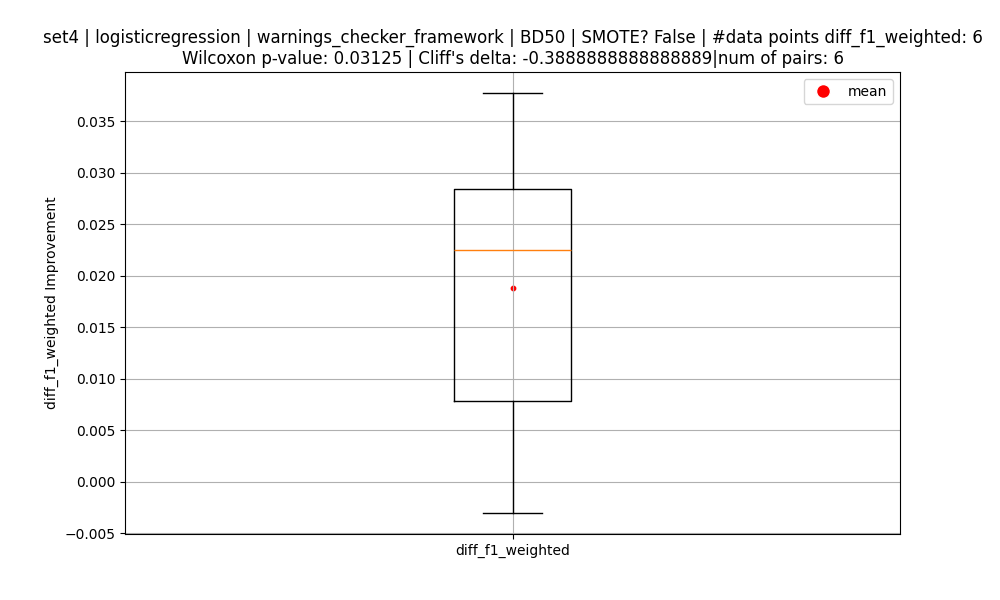 set4 | logisticregression | warnings_checker_framework | BD50 | SMOTE? False | #data points diff_f1_weighted: 6
Wilcoxon p-value: 0.03125 | Cliff's delta: -0.3888888888888889|num of pairs: 6
mean
0.035
0.030
0.025
0.020
0.015
0.010
0.005
0.000
−0.005
diff_f1_weighted Improvement
diff_f1_weighted